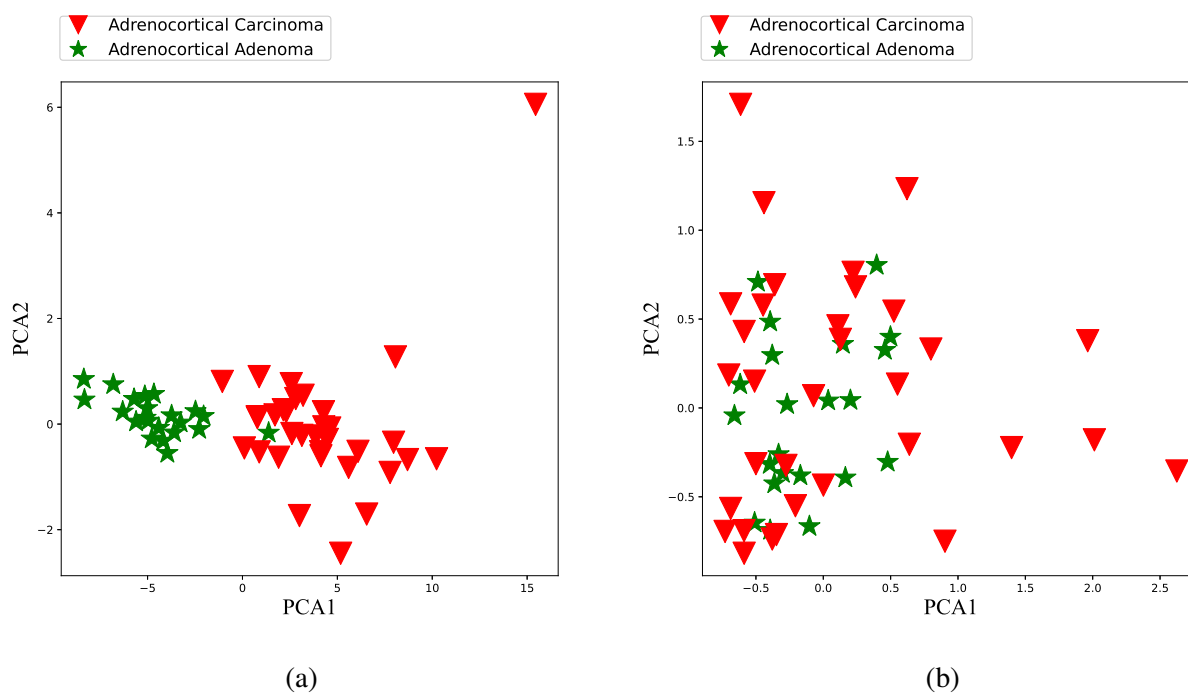 Adrenocortical Carcinoma
Adrenocortical Adenoma
6
4
2
0
−2
PCA2
−5
0
5
10
15
PCA1
(a)
Adrenocortical Carcinoma
Adrenocortical Adenoma
1.5
1.0
0.5
0.0
−0.5
PCA2
−0.5
0.0
0.5
1.0
1.5
2.0
2.5
PCA1
(b)